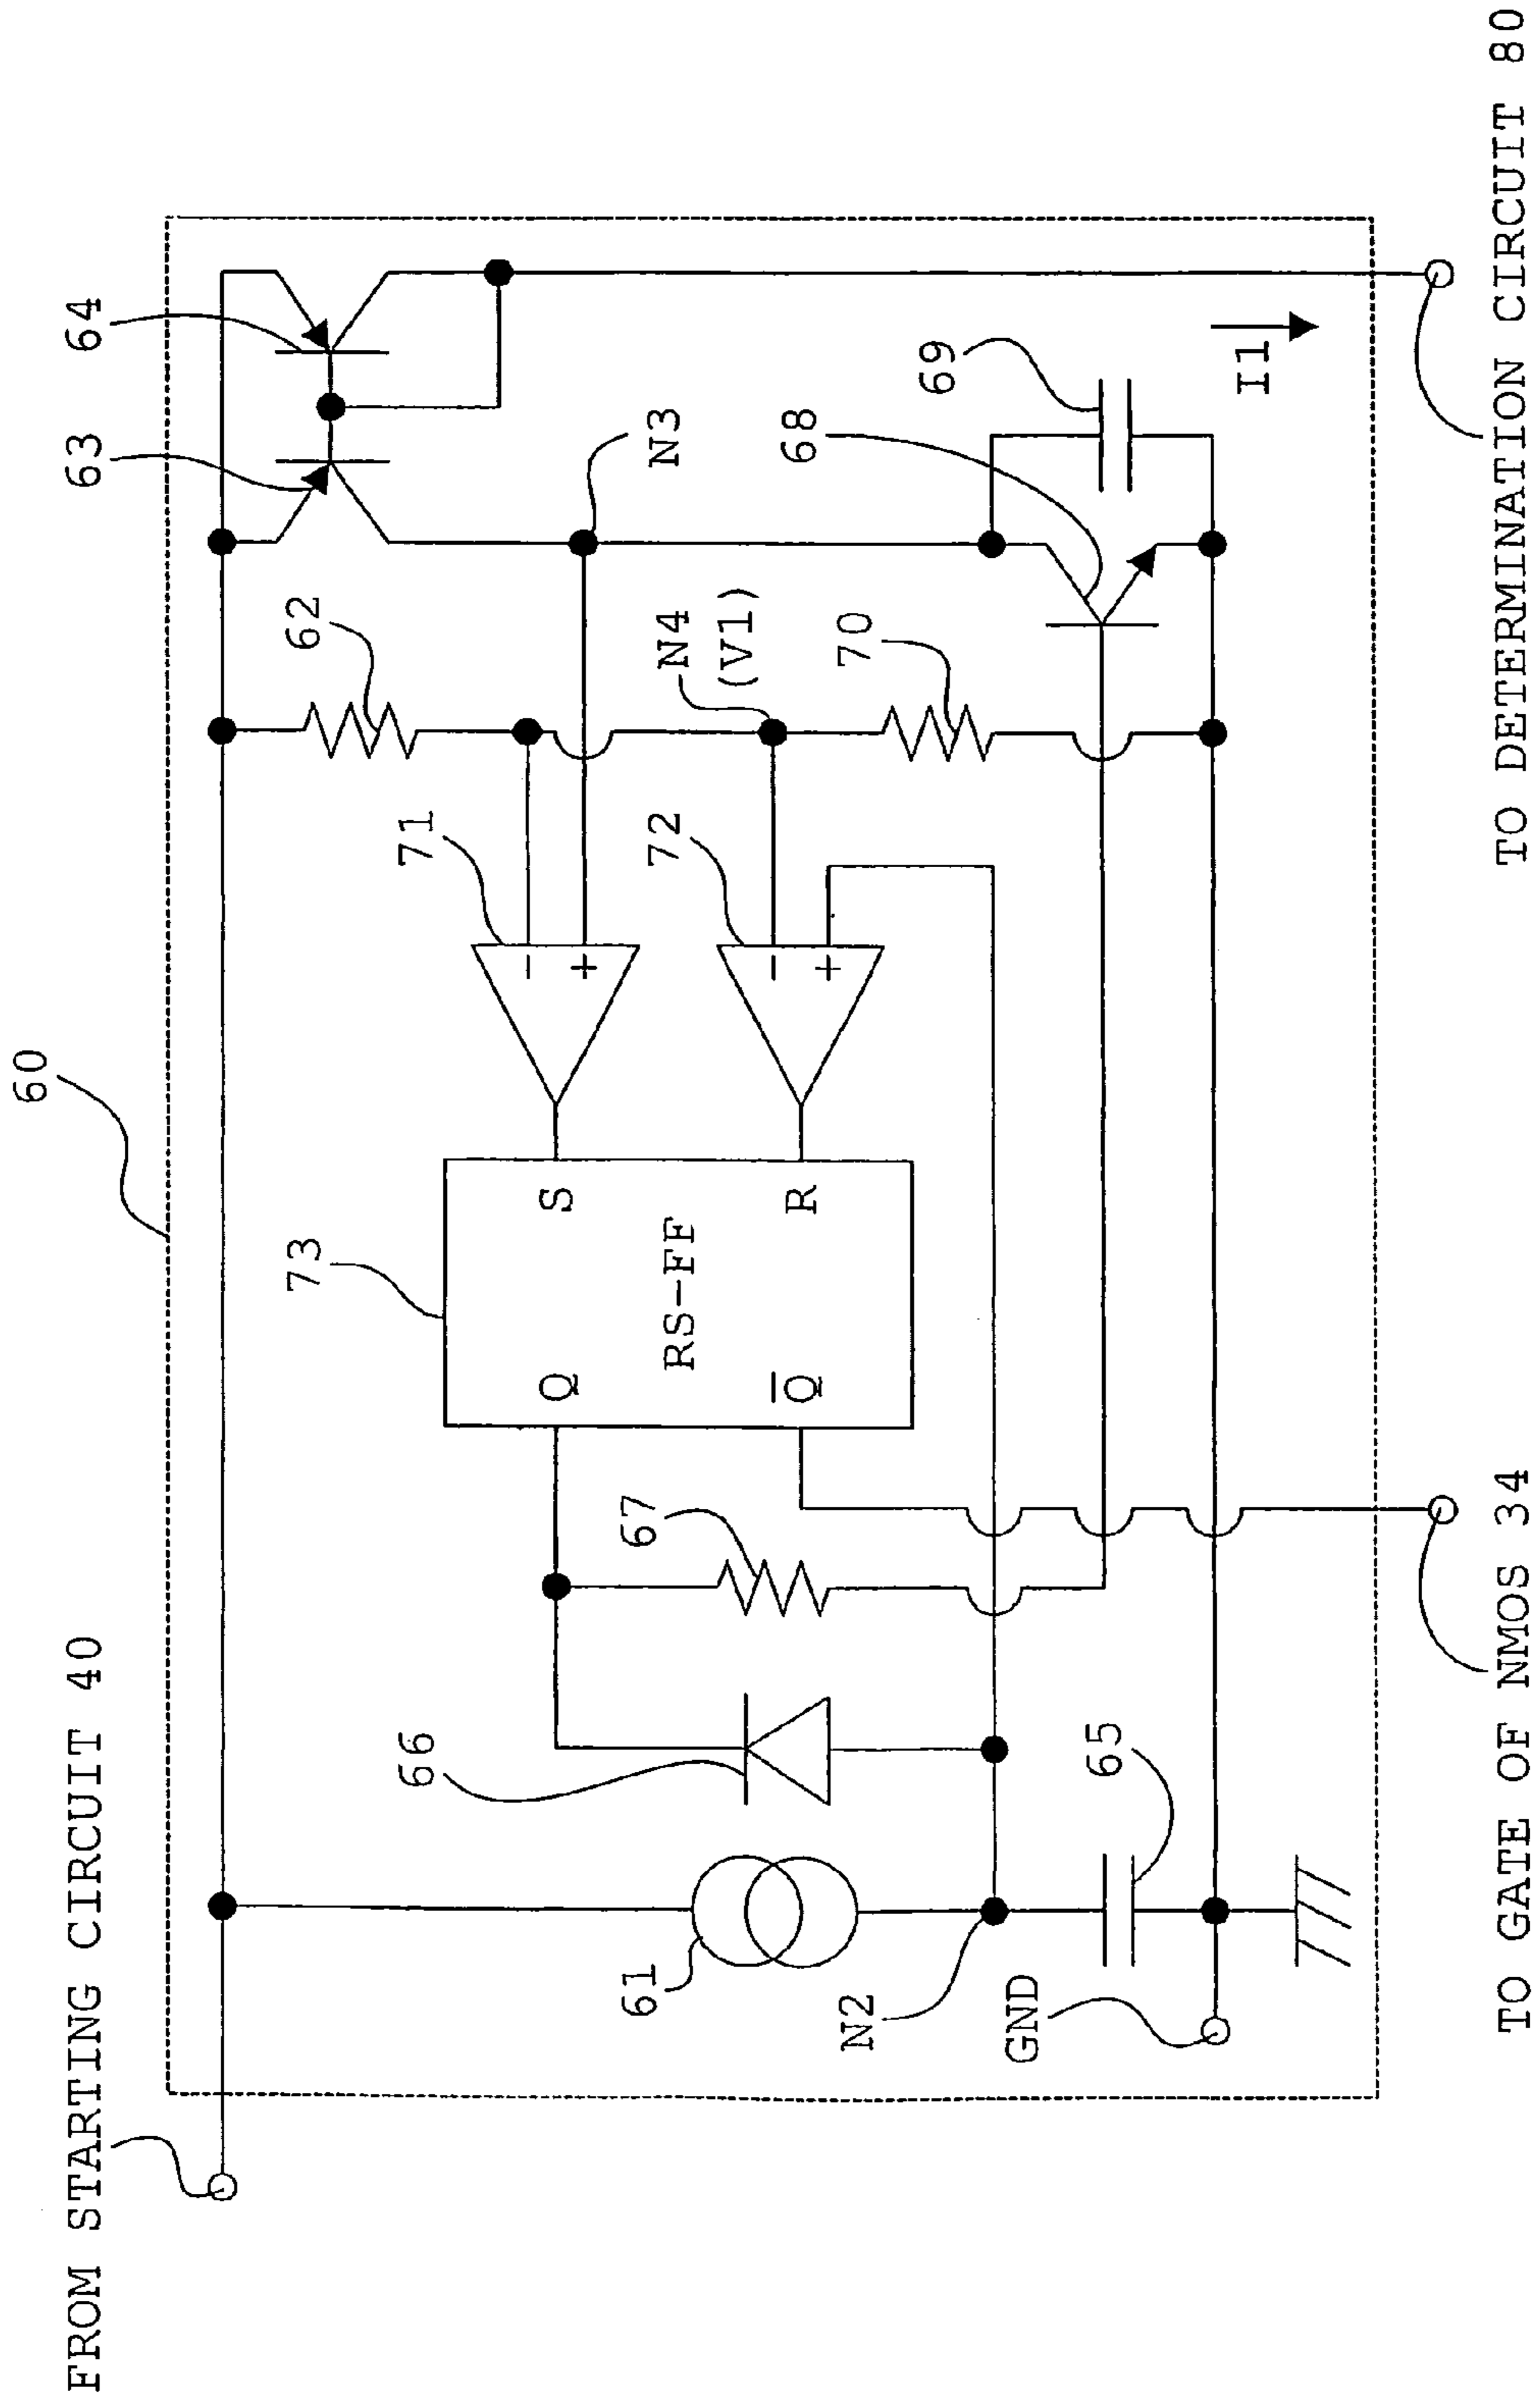 60
FROM STARTING CIRCUIT 40
61
N2
GND
65
66
67
73
Q
Q̅
RS-FF
S
R
71
−
+
72
−
+
62
N4
(V1)
70
63
64
N3
68
69
I1
TO GATE OF NMOS 34
TO DETERMINATION CIRCUIT 80